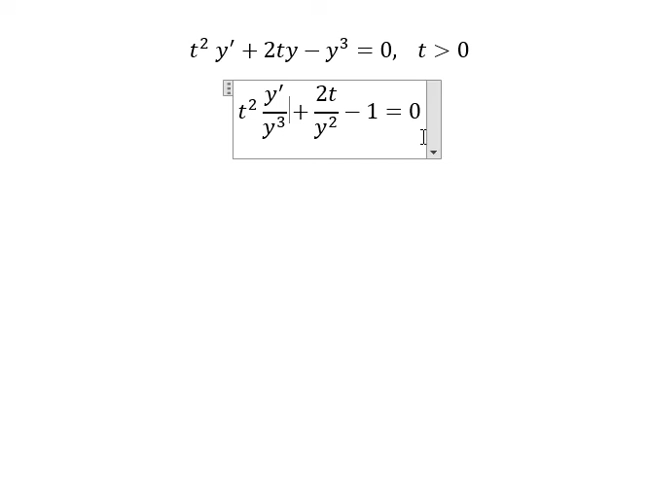 t² y′ + 2ty − y³ = 0,   t > 0
t² y′/y³ + 2t/y² − 1 = 0